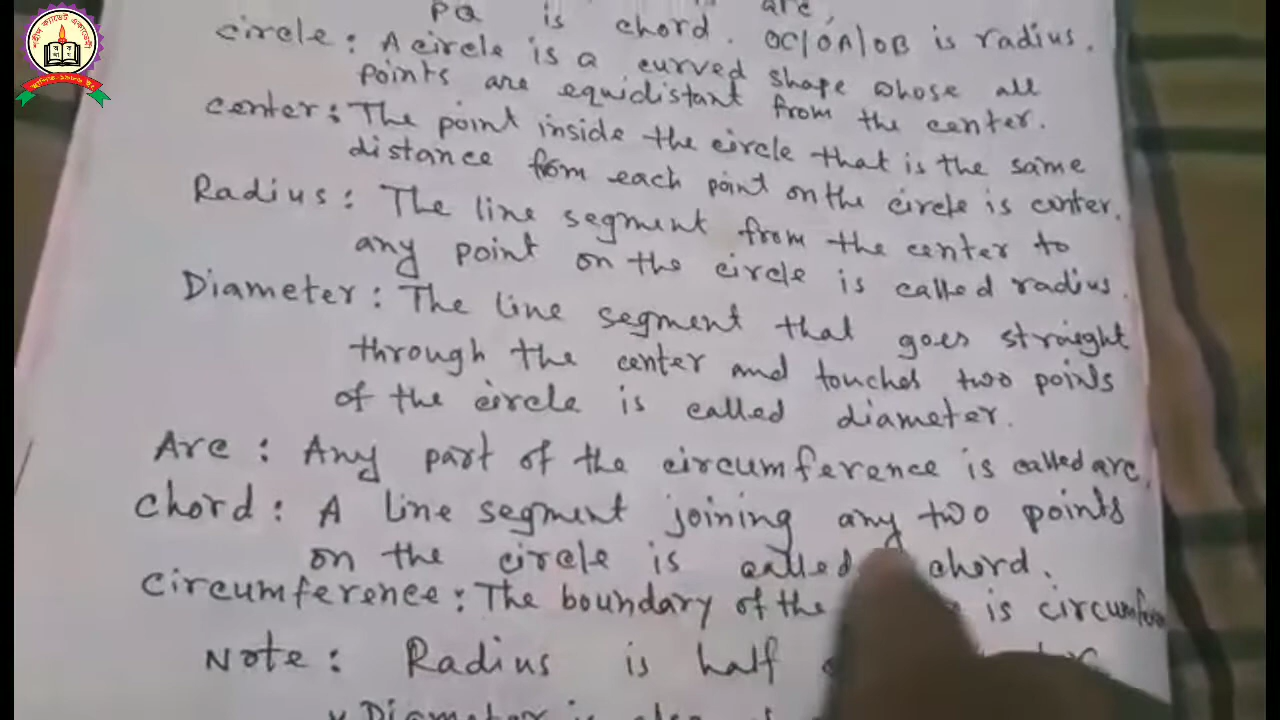 PQ is chord. OC/OA/OB is radius.
circle: A circle is a curved shape whose all
points are equidistant from the center.
center: The point inside the circle that is the same
distance from each point on the circle is center.
Radius: The line segment from the center to
any point on the circle is called radius.
Diameter: The line segment that goes straight
through the center and touches two points
of the circle is called diameter.
Arc: Any part of the circumference is called arc.
Chord: A line segment joining any two points
on the circle is called chord.
Circumference: The boundary of the is
Note: Radius is half
Diameter is also